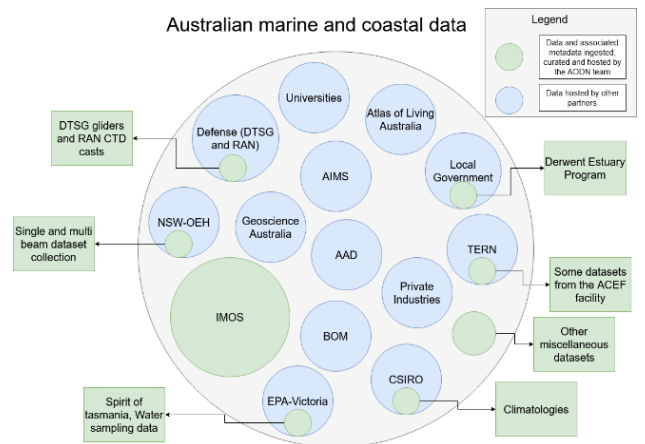 Australian marine and coastal data
Legend
Data and associated
metadata ingested,
curated and hosted by
the AODN team
Data hosted by other
partners
Universities
Atlas of Living
Australia
Defense (DTSG
and RAN)
DTSG gliders
and RAN CTD
casts
AIMS
Local
Government
Derwent Estuary
Program
NSW-OEH
Geoscience
Australia
Single and multi
beam dataset
collection
AAD
TERN
Some datasets
from the ACEF
facility
Private
Industries
IMOS
BOM
Other
miscellaneous
datasets
CSIRO
EPA-Victoria
Spirit of
tasmania, Water
sampling data
Climatologies